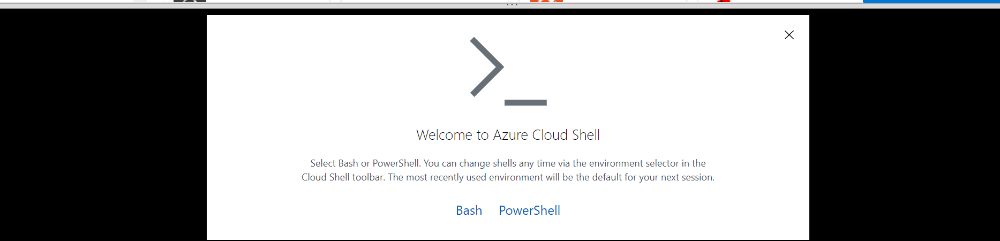 Welcome to Azure Cloud Shell
Select Bash or PowerShell. You can change shells any time via the environment selector in the
Cloud Shell toolbar. The most recently used environment will be the default for your next session.
Bash PowerShell